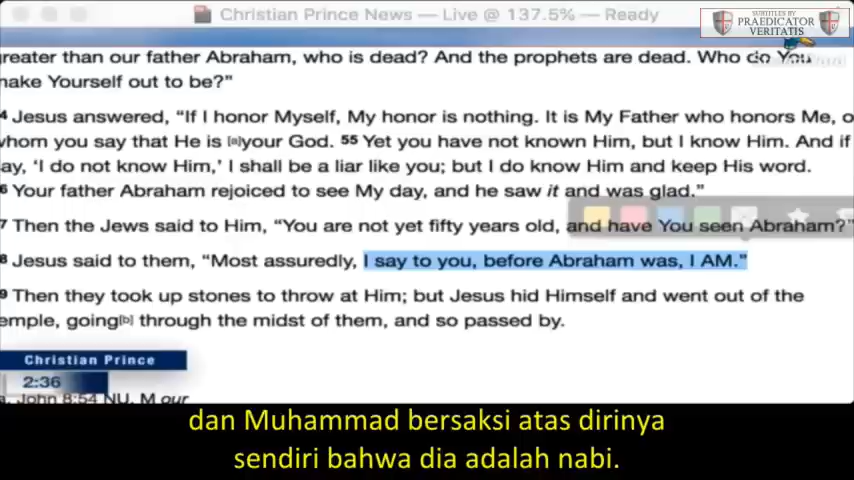 Christian Prince News — Live @ 137.5% — Ready
SUBTITLES BY
PRAEDICATOR
VERITATIS
greater than our father Abraham, who is dead? And the prophets are dead. Who do You
make Yourself out to be?”
4 Jesus answered, “If I honor Myself, My honor is nothing. It is My Father who honors Me, o
whom you say that He is [a]your God. 55 Yet you have not known Him, but I know Him. And if
ay, ‘I do not know Him,’ I shall be a liar like you; but I do know Him and keep His word.
6 Your father Abraham rejoiced to see My day, and he saw it and was glad.”
7 Then the Jews said to Him, “You are not yet fifty years old, and have You seen Abraham?”
8 Jesus said to them, “Most assuredly, I say to you, before Abraham was, I AM.”
9 Then they took up stones to throw at Him; but Jesus hid Himself and went out of the
emple, going[b] through the midst of them, and so passed by.
Christian Prince
2:36
a. John 8:54 NU, M our
dan Muhammad bersaksi atas dirinya
sendiri bahwa dia adalah nabi.